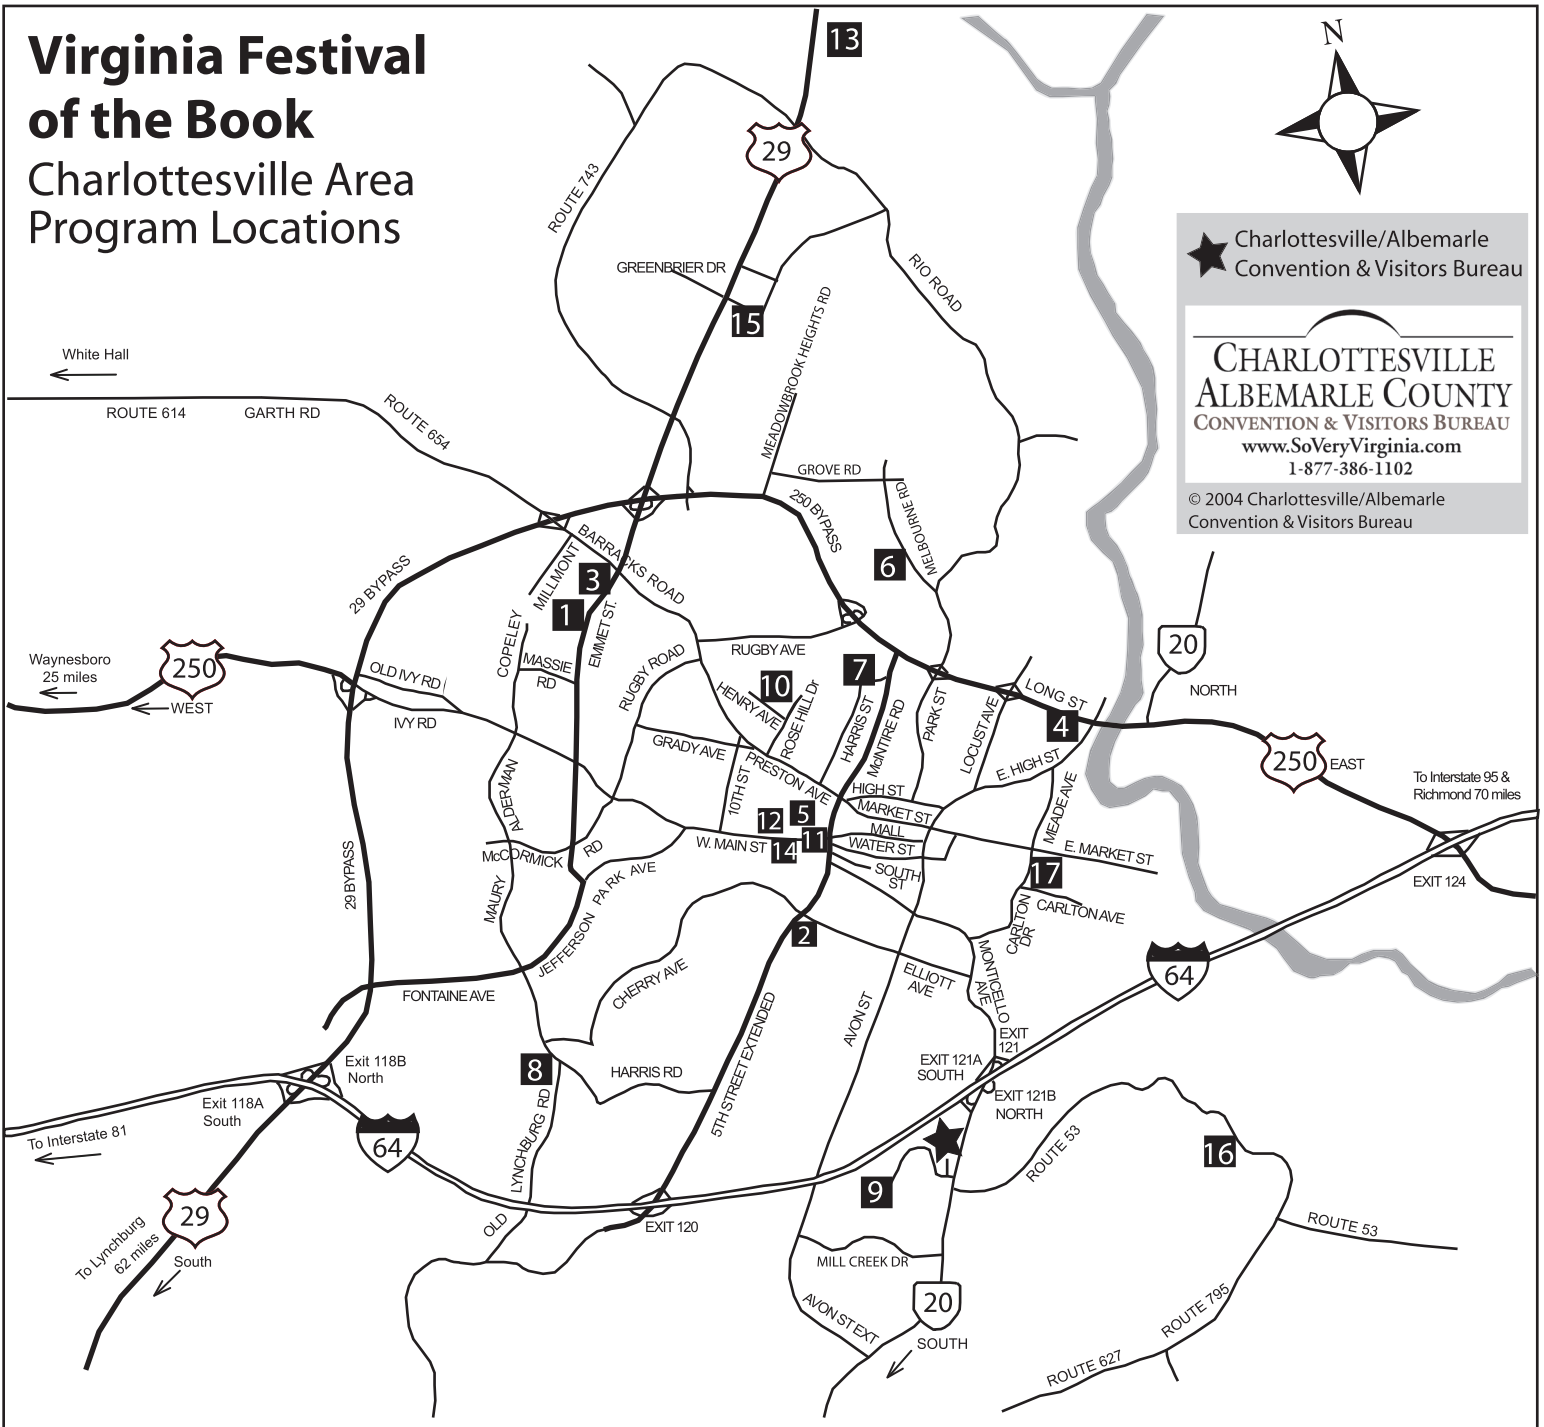 Virginia Festival
of the Book
Charlottesville Area
Program Locations
13
N
29
ROUTE 743
GREENBRIER DR
15
RIO ROAD
MEADOWBROOK HEIGHTS RD
Charlottesville/Albemarle
Convention & Visitors Bureau
CHARLOTTESVILLE
ALBEMARLE COUNTY
CONVENTION & VISITORS BUREAU
www.SoVeryVirginia.com
1-877-386-1102
© 2004 Charlottesville/Albemarle
Convention & Visitors Bureau
White Hall
ROUTE 614
GARTH RD
ROUTE 654
GROVE RD
250 BYPASS
MELBOURNE RD
6
29 BYPASS
BARRACKS ROAD
MILLMONT
3
1
EMMET ST.
COPELEY
MASSIE
RD
RUGBY ROAD
RUGBY AVE
7
10
HENRY AVE
ROSE HILL Dr
HARRIS ST
McINTIRE RD
PARK ST
LOCUST AVE
LONG ST
4
E. HIGH ST
20
NORTH
Waynesboro
25 miles
250
WEST
OLD IVY RD
IVY RD
250
EAST
To Interstate 95 &
Richmond 70 miles
GRADY AVE
10TH ST
PRESTON AVE
HIGH ST
MARKET ST
MALL
WATER ST
SOUTH
ST
12
5
11
14
W. MAIN ST
MEADE AVE
E. MARKET ST
17
CARLTON AVE
CARLTON
DR
EXIT 124
ALDERMAN
McCORMICK
RD
29 BYPASS
MAURY
JEFFERSON PARK AVE
2
CHERRY AVE
ELLIOTT
AVE
MONTICELLO
AVE
64
FONTAINE AVE
5TH STREET EXTENDED
AVON ST
EXIT
121
EXIT 121A
SOUTH
EXIT 121B
NORTH
Exit 118B
North
Exit 118A
South
8
HARRIS RD
To Interstate 81
64
LYNCHBURG RD
OLD
9
ROUTE 53
16
29
To Lynchburg
62 miles
South
EXIT 120
MILL CREEK DR
20
AVON ST EXT
SOUTH
ROUTE 53
ROUTE 795
ROUTE 627